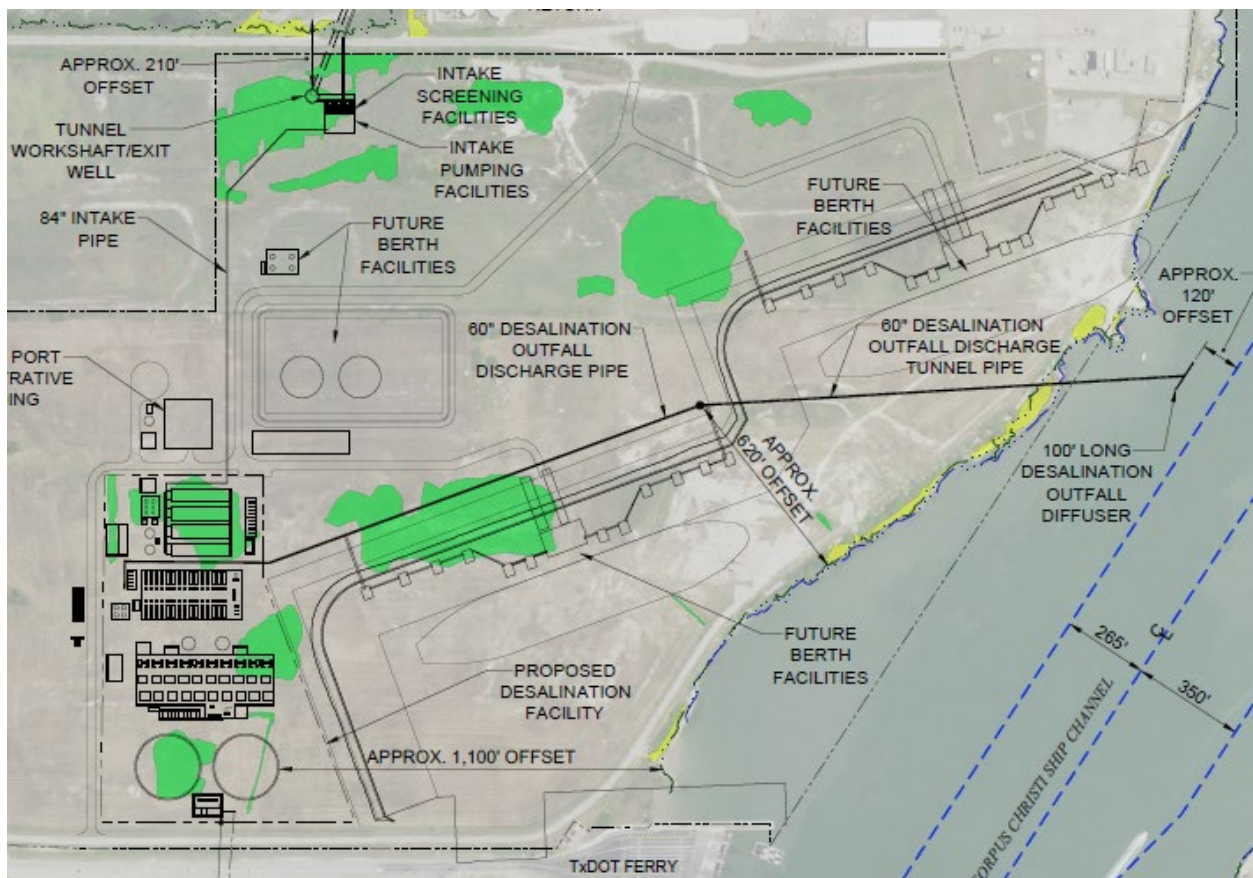 APPROX. 210'
OFFSET
INTAKE
SCREENING
FACILITIES
TUNNEL
WORKSHAFT/EXIT
WELL
INTAKE
PUMPING
FACILITIES
84" INTAKE
PIPE
FUTURE
BERTH
FACILITIES
FUTURE
BERTH
FACILITIES
APPROX.
120'
OFFSET
60" DESALINATION
OUTFALL
DISCHARGE PIPE
60" DESALINATION
OUTFALL DISCHARGE
TUNNEL PIPE
PORT
TRATIVE
ING
APPROX.
620' OFFSET
100' LONG
DESALINATION
OUTFALL
DIFFUSER
FUTURE
BERTH
FACILITIES
265'
350'
PROPOSED
DESALINATION
FACILITY
APPROX. 1,100' OFFSET
CORPUS CHRISTI SHIP CHANNEL
TxDOT FERRY